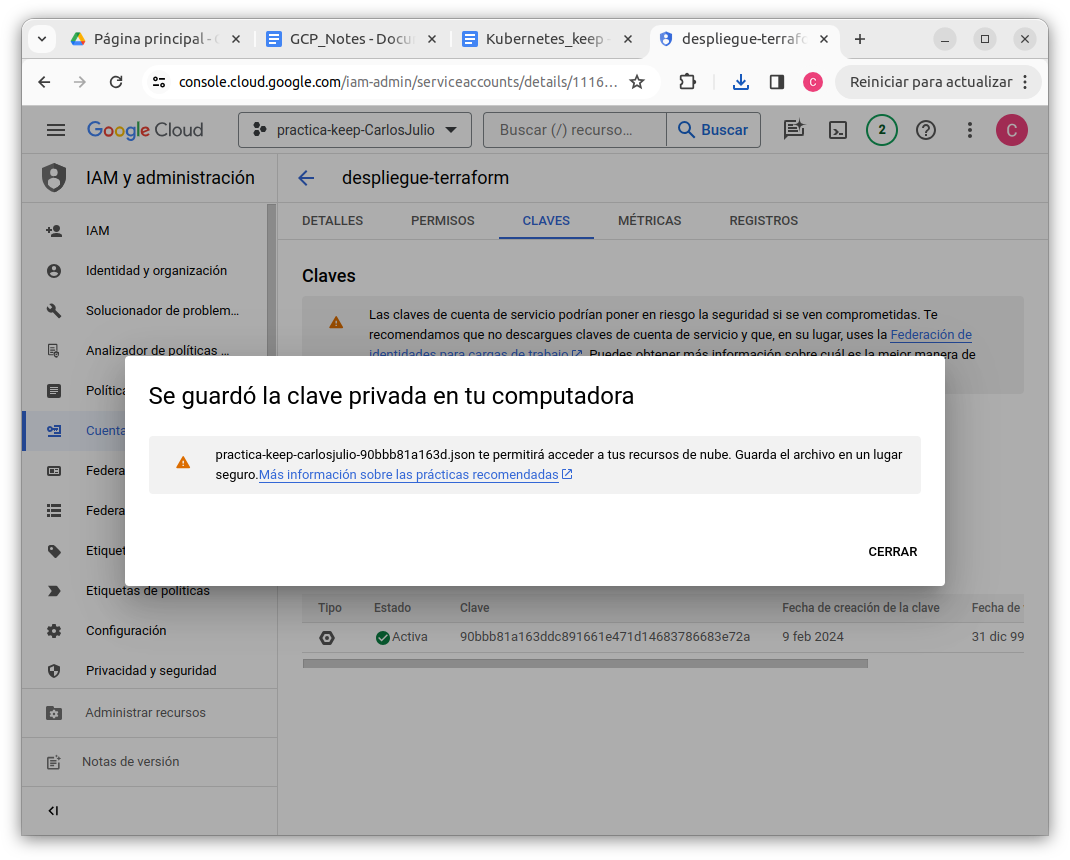 Página principal - G
GCP_Notes - Docu
Kubernetes_keep -
despliegue-terrafo
console.cloud.google.com/iam-admin/serviceaccounts/details/1116...
C
Reiniciar para actualizar
Google Cloud
practica-keep-CarlosJulio
Buscar (/) recurso...
Buscar
2
C
IAM y administración
despliegue-terraform
DETALLES
PERMISOS
CLAVES
MÉTRICAS
REGISTROS
IAM
Identidad y organización
Solucionador de problem...
Analizador de políticas ...
Política
Cuenta
Federa
Federa
Etiquet
Etiquetas de políticas
Configuración
Privacidad y seguridad
Administrar recursos
Notas de versión
Claves
Las claves de cuenta de servicio podrían poner en riesgo la seguridad si se ven comprometidas. Te
recomendamos que no descargues claves de cuenta de servicio y que, en su lugar, uses la Federación de
identidades para cargas de trabajo. Puedes obtener más información sobre cuál es la mejor manera de
Se guardó la clave privada en tu computadora
practica-keep-carlosjulio-90bbb81a163d.json te permitirá acceder a tus recursos de nube. Guarda el archivo en un lugar
seguro.Más información sobre las prácticas recomendadas
CERRAR
Tipo Estado Clave Fecha de creación de la clave Fecha de
Activa 90bbb81a163ddc891661e471d14683786683e72a 9 feb 2024 31 dic 99